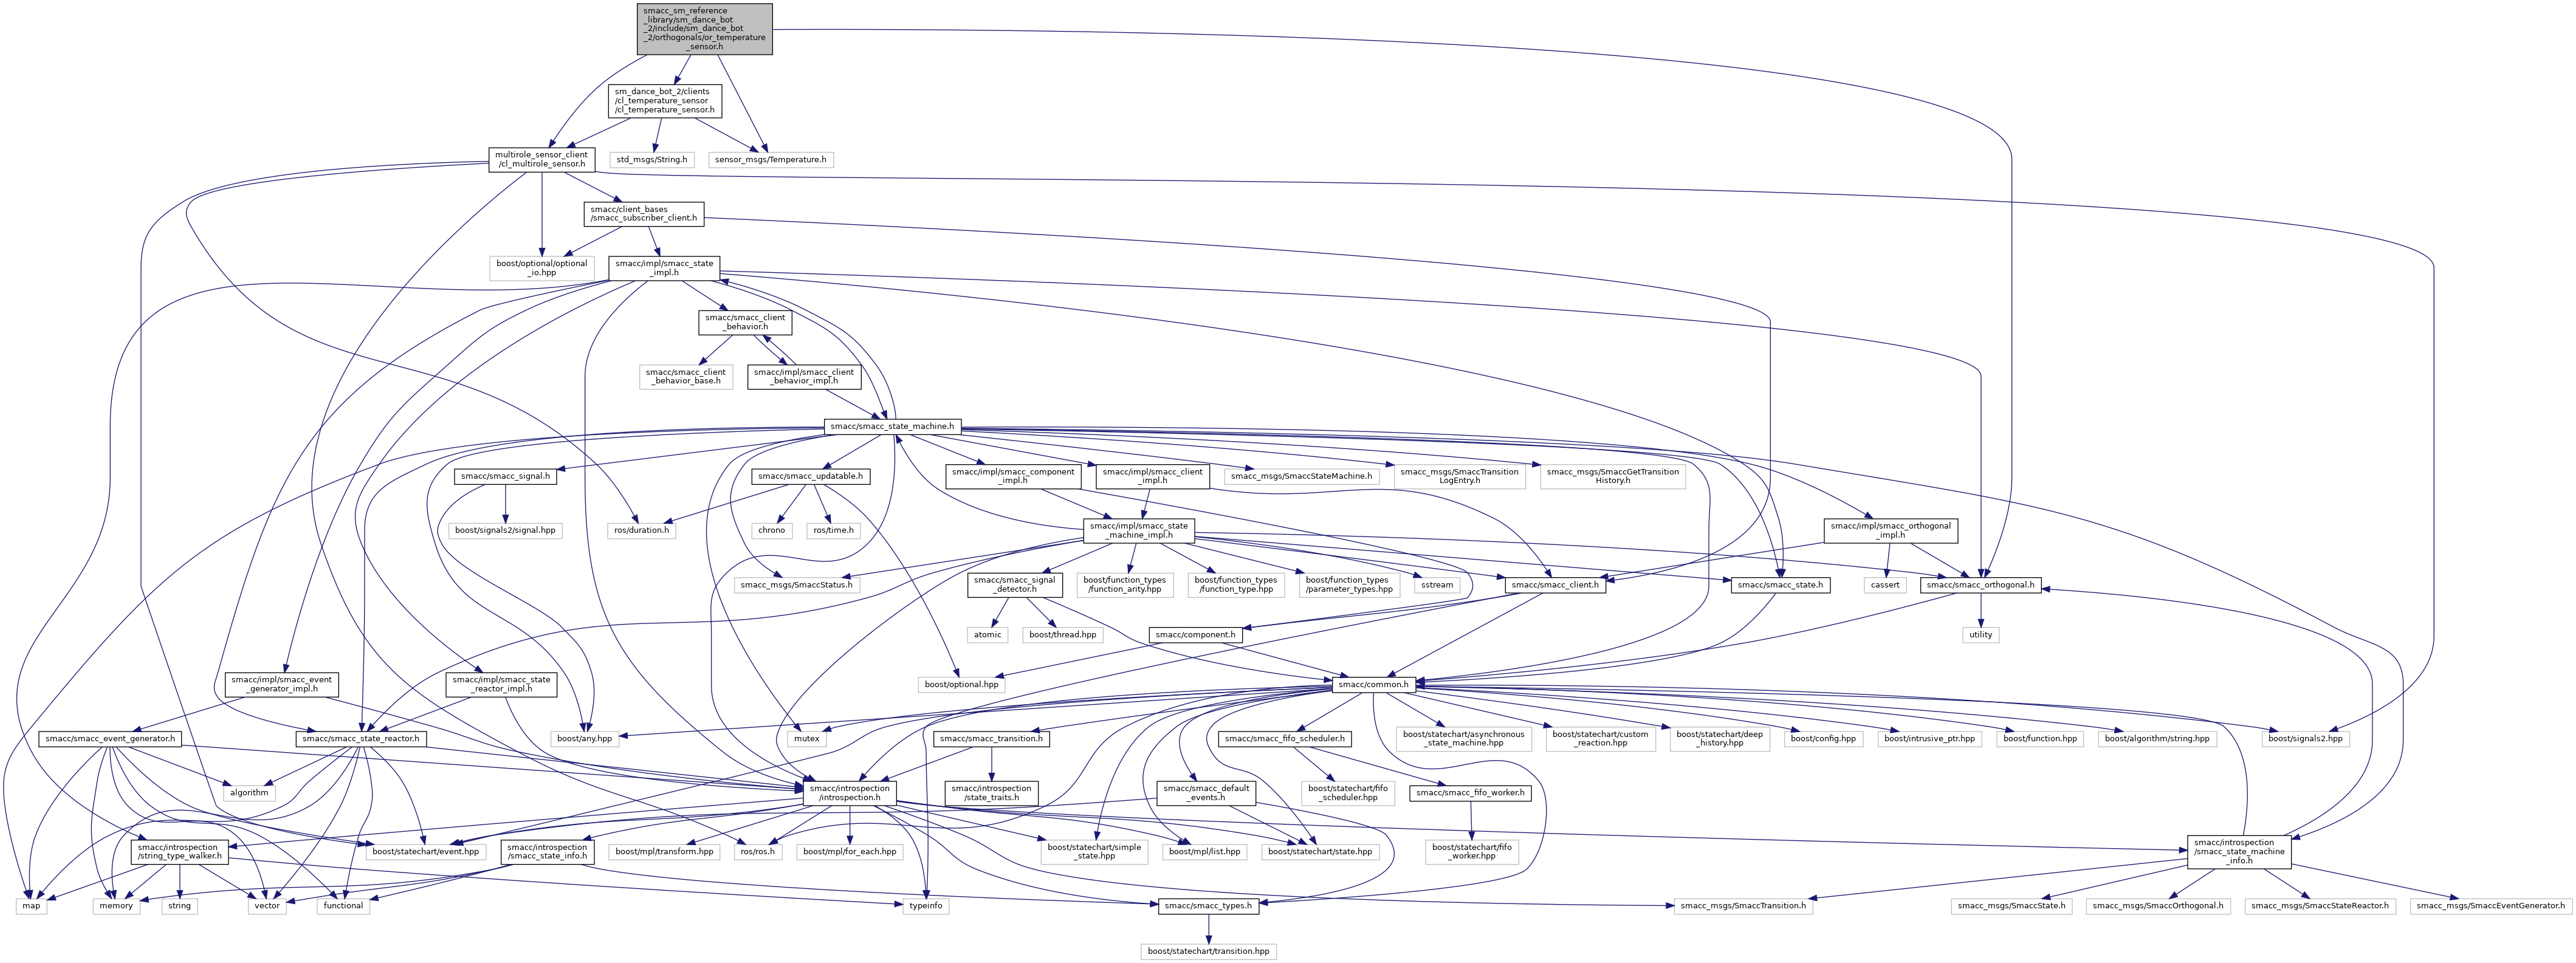 smacc_sm_reference
_library/sm_dance_bot
_2/include/sm_dance_bot
_2/orthogonals/or_temperature
_sensor.h
sm_dance_bot_2/clients
/cl_temperature_sensor
/cl_temperature_sensor.h
multirole_sensor_client
/cl_multirole_sensor.h
std_msgs/String.h
sensor_msgs/Temperature.h
smacc/client_bases
/smacc_subscriber_client.h
boost/optional/optional
_io.hpp
smacc/impl/smacc_state
_impl.h
smacc/smacc_client
_behavior.h
smacc/smacc_client
_behavior_base.h
smacc/impl/smacc_client
_behavior_impl.h
smacc/smacc_state_machine.h
smacc/smacc_signal.h
smacc/smacc_updatable.h
smacc/impl/smacc_component
_impl.h
smacc/impl/smacc_client
_impl.h
smacc_msgs/SmaccStateMachine.h
smacc_msgs/SmaccTransition
LogEntry.h
smacc_msgs/SmaccGetTransition
History.h
boost/signals2/signal.hpp
ros/duration.h
chrono
ros/time.h
smacc/impl/smacc_state
_machine_impl.h
smacc/impl/smacc_orthogonal
_impl.h
smacc_msgs/SmaccStatus.h
smacc/smacc_signal
_detector.h
boost/function_types
/function_arity.hpp
boost/function_types
/function_type.hpp
boost/function_types
/parameter_types.hpp
sstream
smacc/smacc_client.h
smacc/smacc_state.h
cassert
smacc/smacc_orthogonal.h
atomic
boost/thread.hpp
smacc/component.h
utility
smacc/impl/smacc_event
_generator_impl.h
smacc/impl/smacc_state
_reactor_impl.h
boost/optional.hpp
smacc/common.h
smacc/smacc_event_generator.h
smacc/smacc_state_reactor.h
boost/any.hpp
mutex
smacc/smacc_transition.h
smacc/smacc_fifo_scheduler.h
boost/statechart/asynchronous
_state_machine.hpp
boost/statechart/custom
_reaction.hpp
boost/statechart/deep
_history.hpp
boost/config.hpp
boost/intrusive_ptr.hpp
boost/function.hpp
boost/algorithm/string.hpp
boost/signals2.hpp
algorithm
smacc/introspection
/introspection.h
smacc/introspection
/state_traits.h
smacc/smacc_default
_events.h
boost/statechart/fifo
_scheduler.hpp
smacc/smacc_fifo_worker.h
smacc/introspection
/string_type_walker.h
boost/statechart/event.hpp
smacc/introspection
/smacc_state_info.h
boost/mpl/transform.hpp
ros/ros.h
boost/mpl/for_each.hpp
boost/statechart/simple
_state.hpp
boost/mpl/list.hpp
boost/statechart/state.hpp
boost/statechart/fifo
_worker.hpp
smacc/introspection
/smacc_state_machine
_info.h
map
memory
string
vector
functional
typeinfo
smacc/smacc_types.h
smacc_msgs/SmaccTransition.h
smacc_msgs/SmaccState.h
smacc_msgs/SmaccOrthogonal.h
smacc_msgs/SmaccStateReactor.h
smacc_msgs/SmaccEventGenerator.h
boost/statechart/transition.hpp